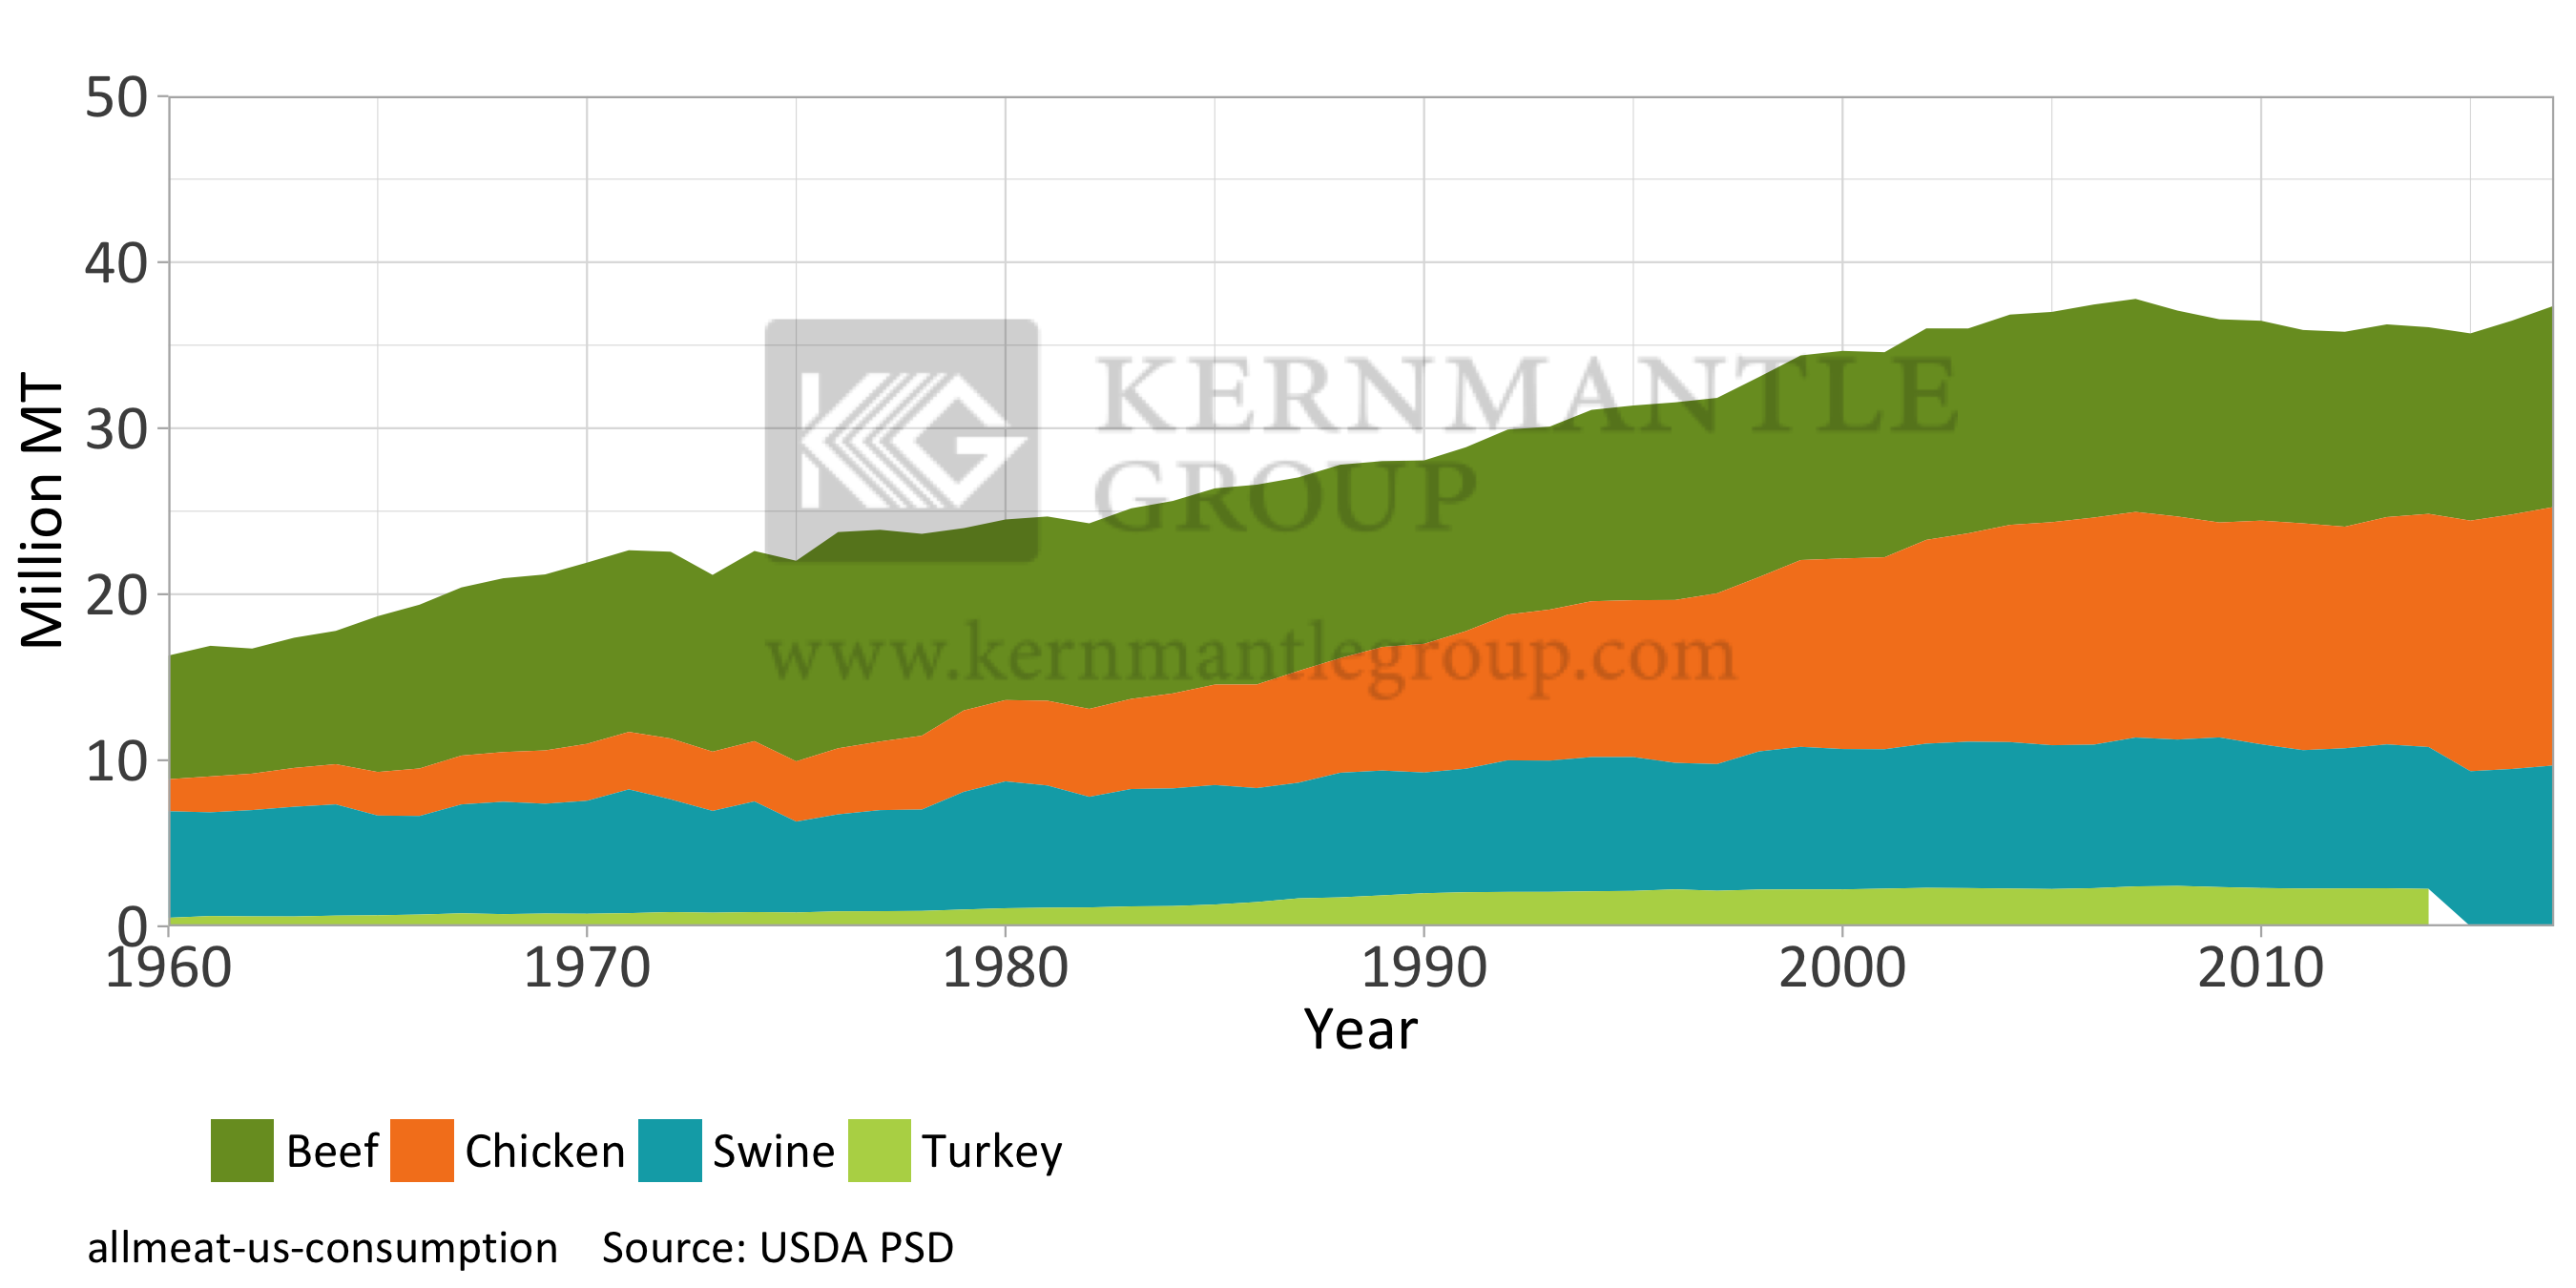 50
40
30
20
10
0
Million MT
KERNMANTLE
GROUP
www.kernmantlegroup.com
1960 1970 1980 1990 2000 2010
Year
Beef Chicken Swine Turkey
allmeat-us-consumption Source: USDA PSD